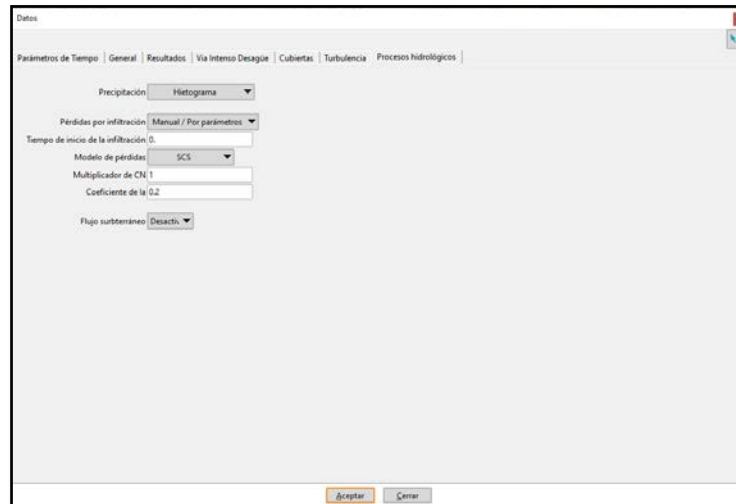 Datos
Parámetros de Tiempo General Resultados Via Intenso Desagüe Cubiertas Turbulencia Procesos hidrológicos
Precipitación Hietograma
Pérdidas por infiltración Manual / Por parámetros
Tiempo de inicio de la infiltración 0.
Modelo de pérdidas SCS
Multiplicador de CN 1
Coeficiente de la 0.2
Flujo surbterráneo Desactiv
Aceptar Cerrar